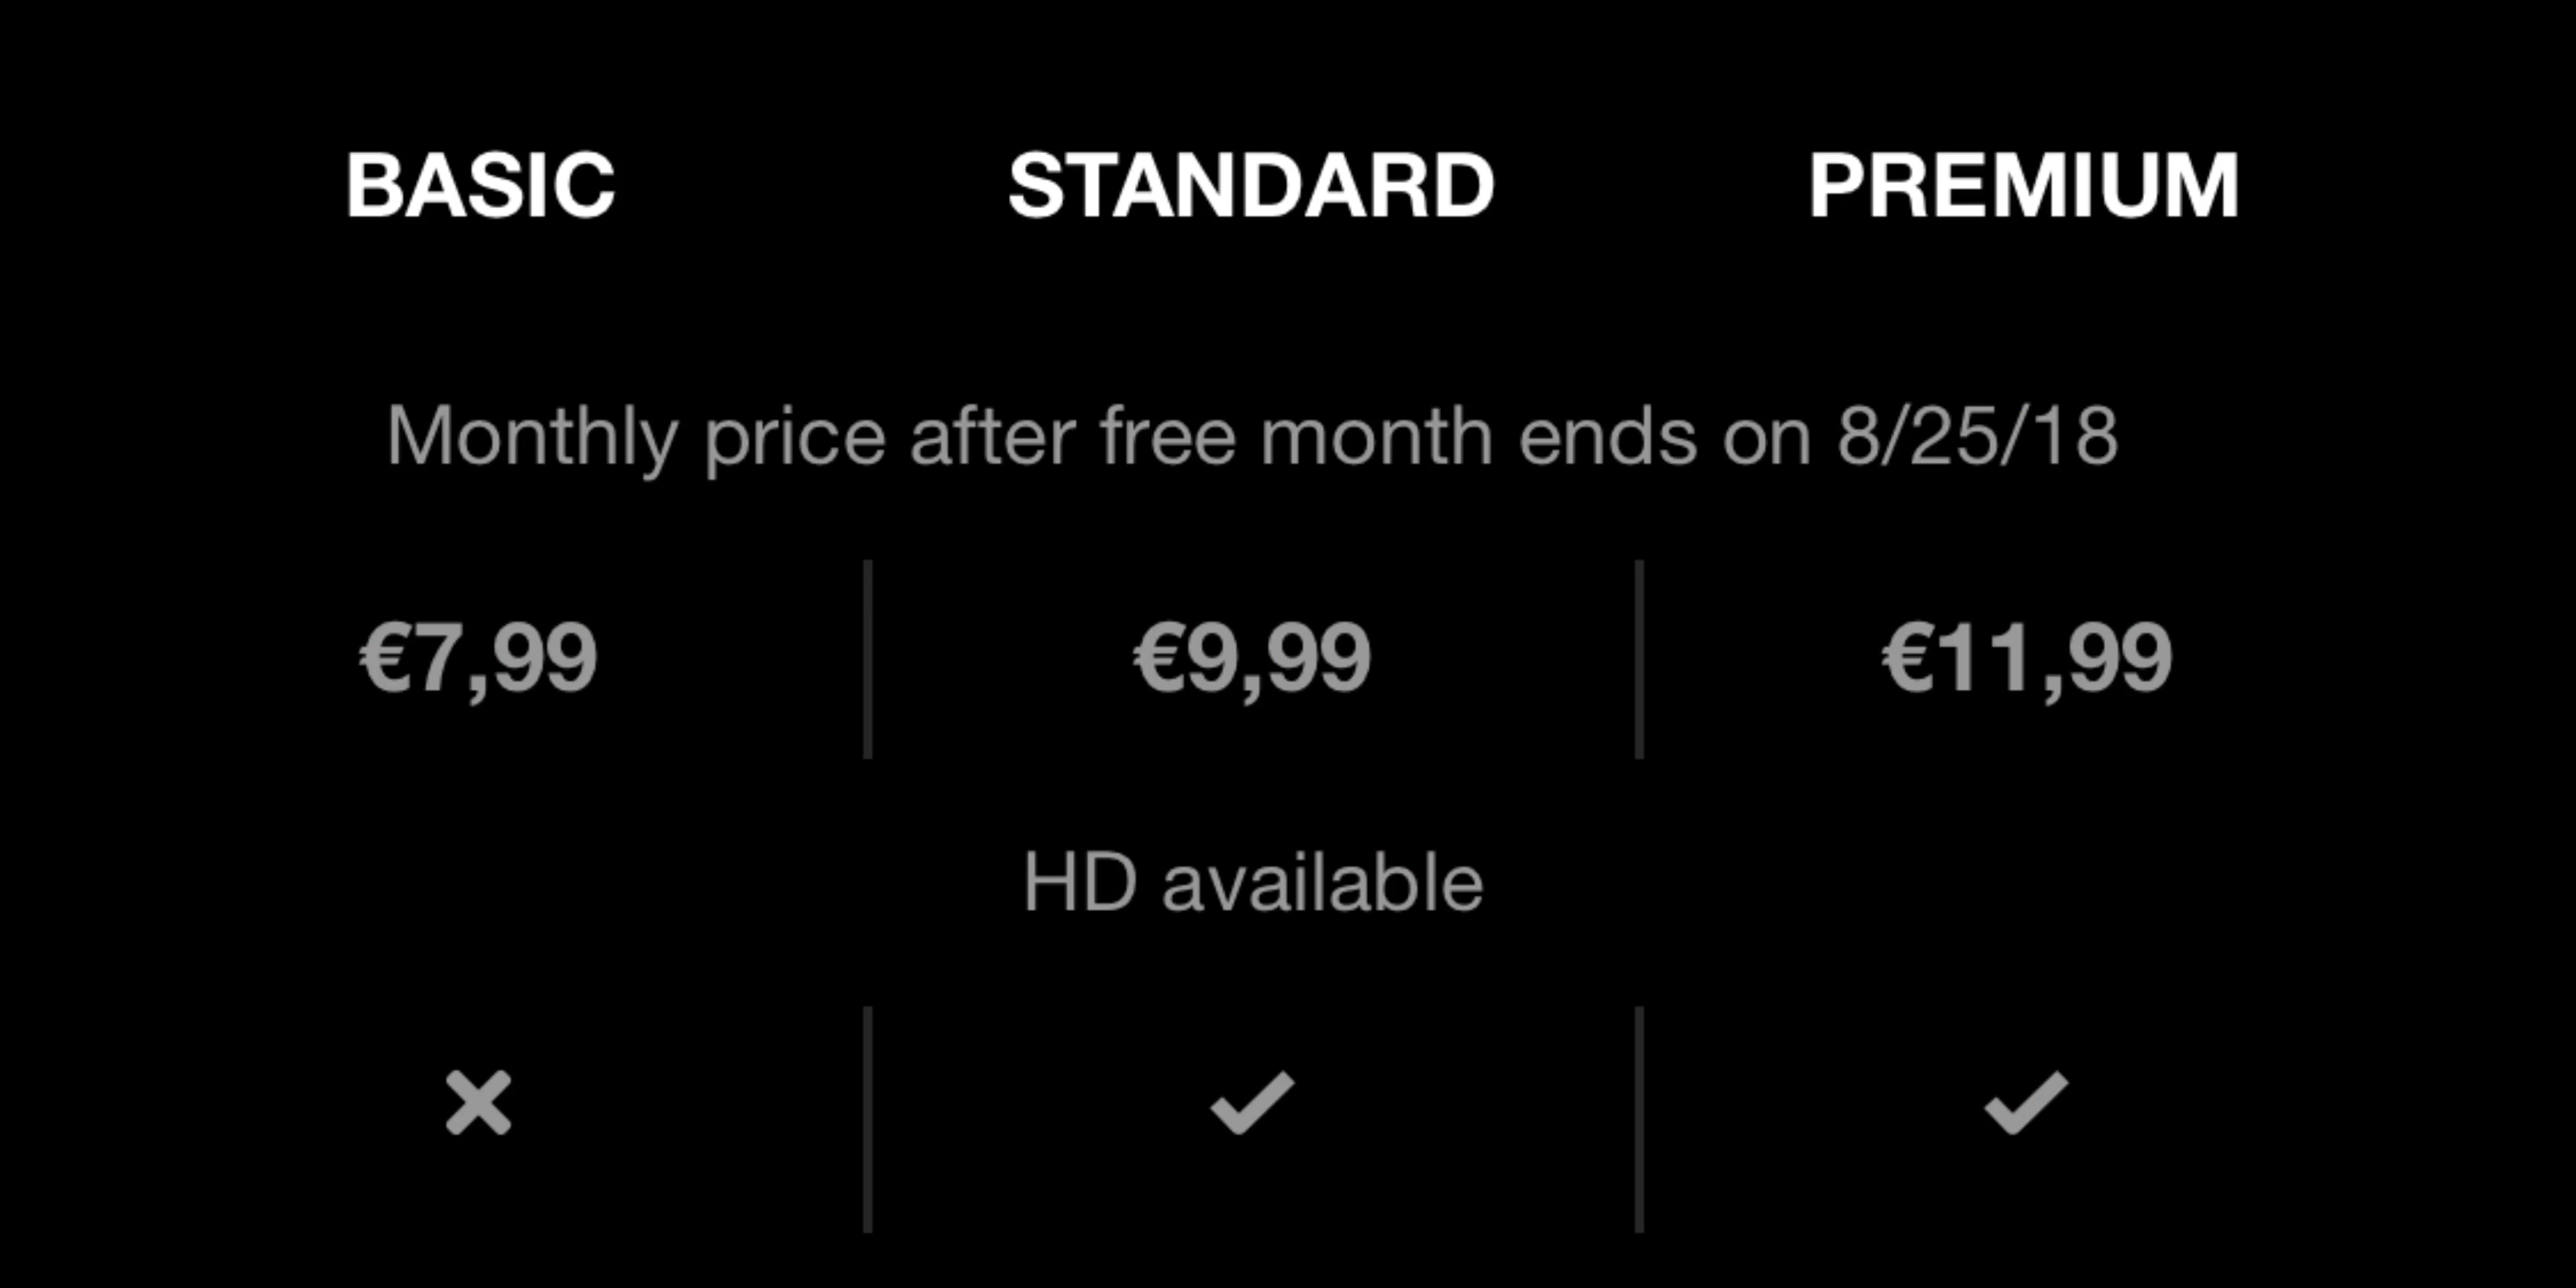 BASIC STANDARD PREMIUM
Monthly price after free month ends on 8/25/18
€7,99 €9,99 €11,99
HD available